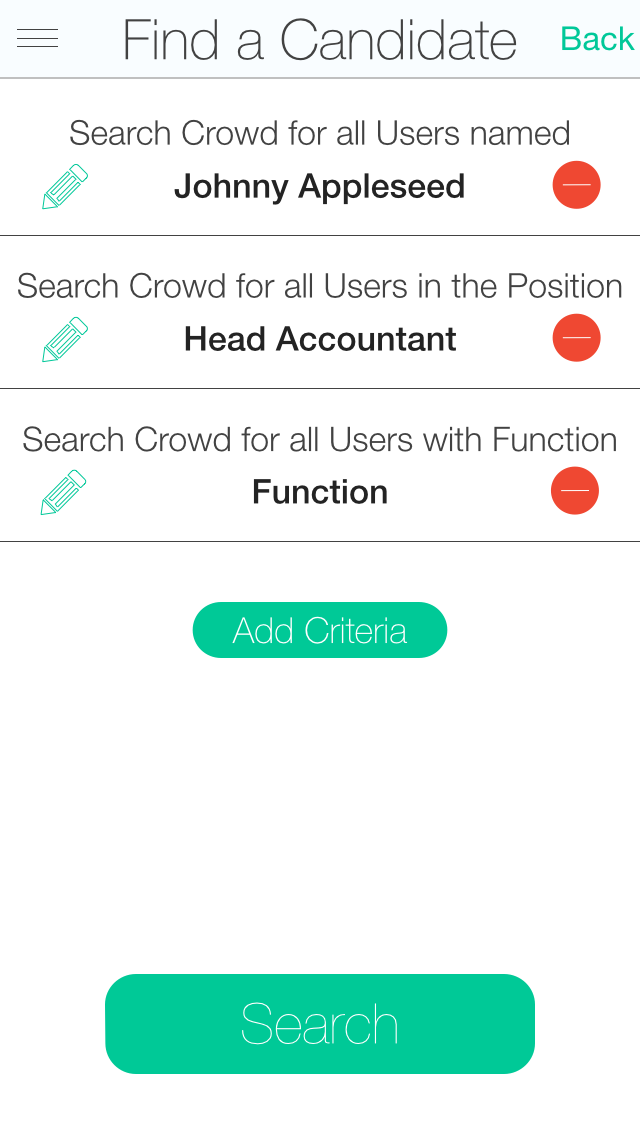 Find a Candidate
Back
Search Crowd for all Users named
Johnny Appleseed
Search Crowd for all Users in the Position
Head Accountant
Search Crowd for all Users with Function
Function
Add Criteria
Search